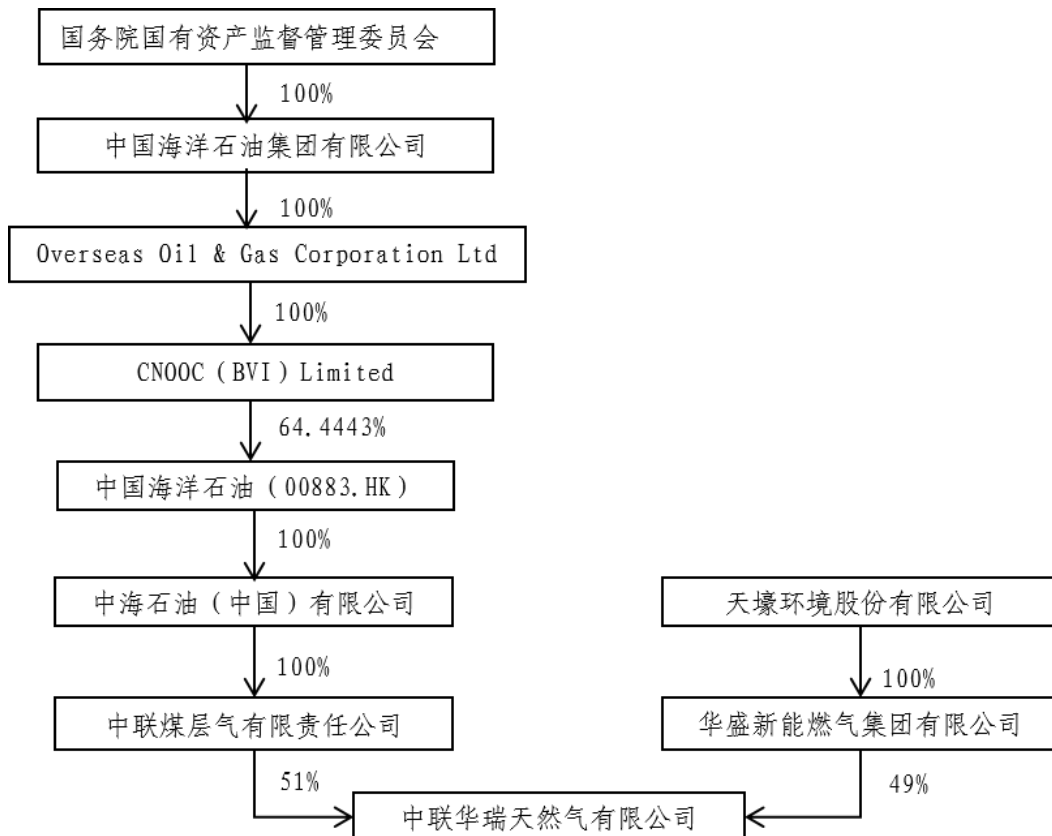 国务院国有资产监督管理委员会
100%
中国海洋石油集团有限公司
100%
Overseas Oil & Gas Corporation Ltd
100%
CNOOC（BVI）Limited
64.4443%
中国海洋石油（00883.HK）
100%
中海石油（中国）有限公司
天壕环境股份有限公司
100%
100%
中联煤层气有限责任公司
华盛新能燃气集团有限公司
51%
49%
中联华瑞天然气有限公司